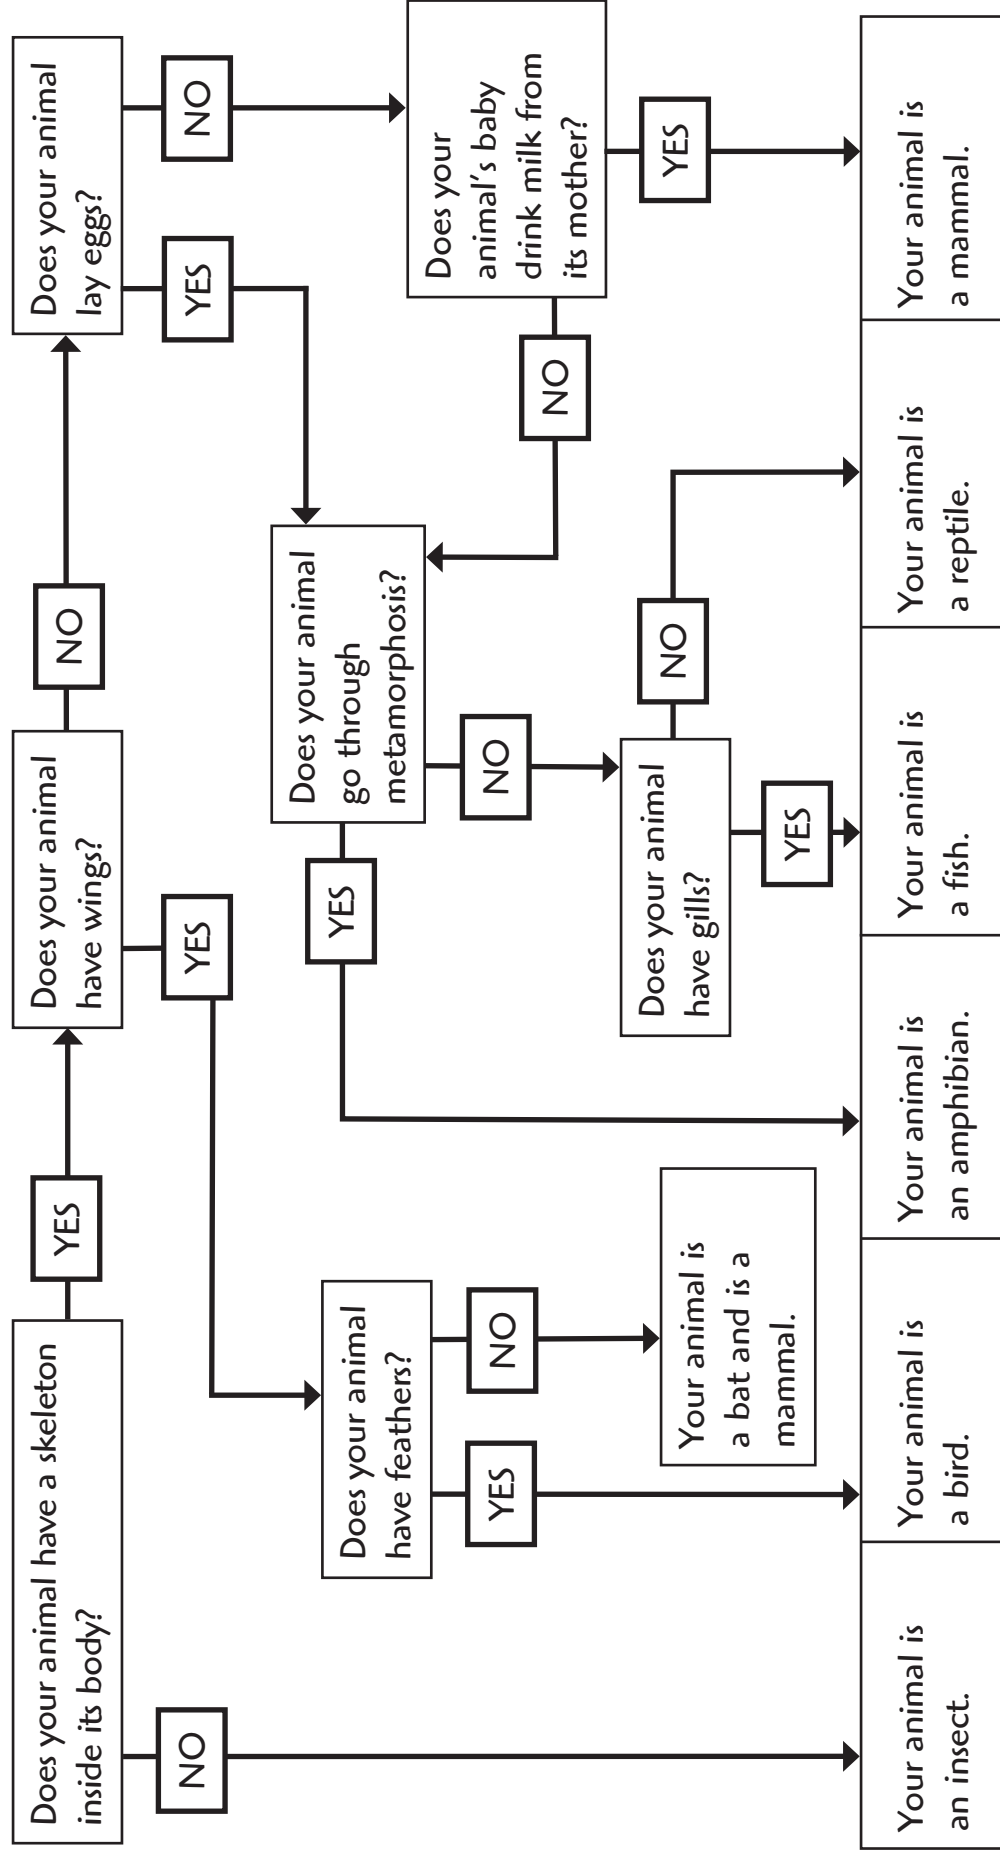 Does your animal have a skeleton
inside its body?
YES
NO
Does your animal
have wings?
NO
YES
Does your animal
lay eggs?
NO
YES
Does your animal
have feathers?
YES
NO
Your animal is
a bat and is a
mammal.
Does your animal
go through
metamorphosis?
YES
NO
Does your
animal's baby
drink milk from
its mother?
NO
YES
Does your animal
have gills?
NO
YES
Your animal is
an insect.
Your animal is
a bird.
Your animal is
an amphibian.
Your animal is
a fish.
Your animal is
a reptile.
Your animal is
a mammal.